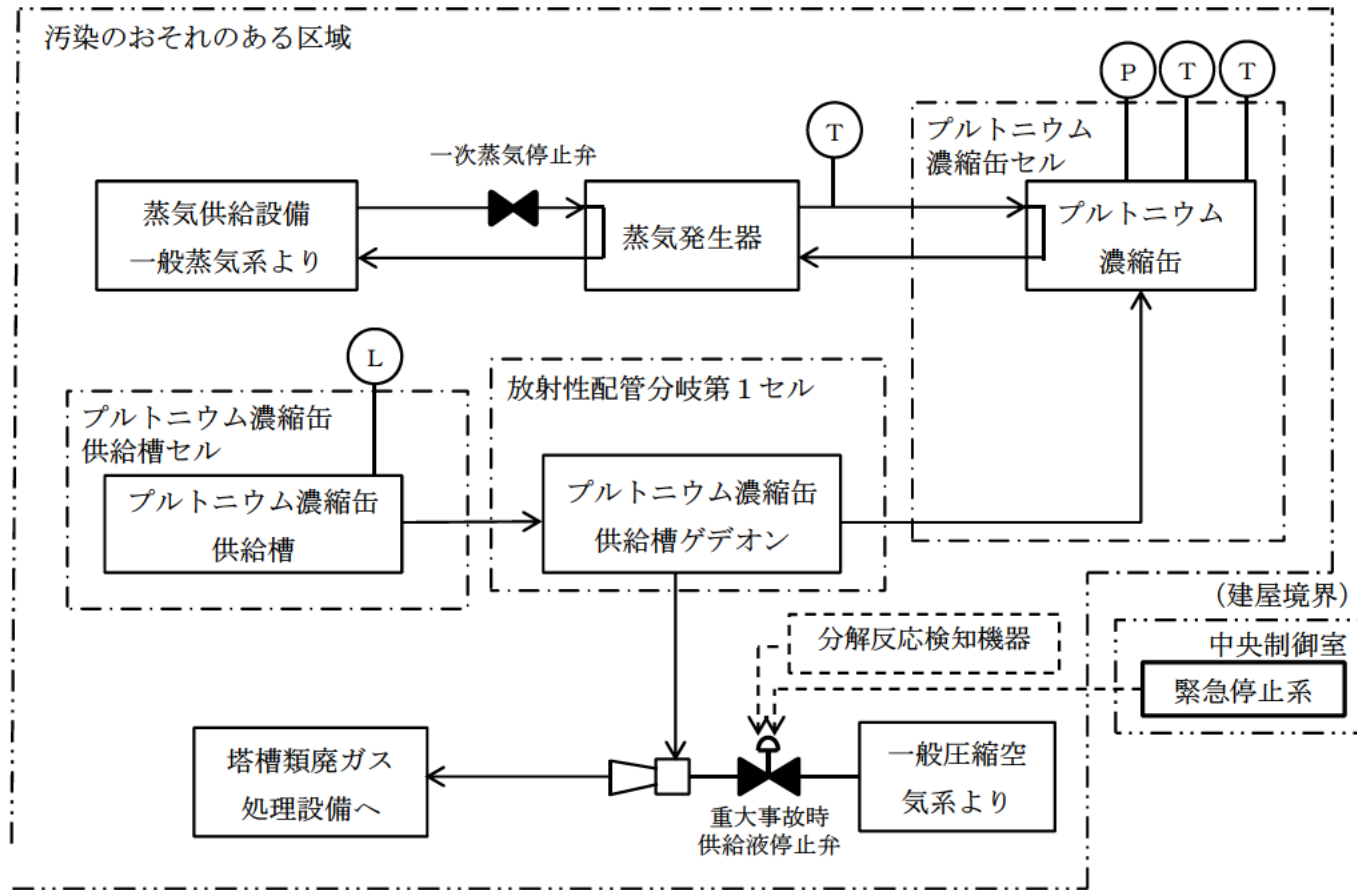 汚染のおそれのある区域
P
T
T
プルトニウム
濃縮缶セル
T
一次蒸気停止弁
蒸気供給設備
一般蒸気系より
蒸気発生器
プルトニウム
濃縮缶
L
プルトニウム濃縮缶
供給槽セル
プルトニウム濃縮缶
供給槽
放射性配管分岐第1セル
プルトニウム濃縮缶
供給槽ゲデオン
(建屋境界)
分解反応検知機器
中央制御室
緊急停止系
塔槽類廃ガス
処理設備へ
重大事故時
供給液停止弁
一般圧縮空
気系より